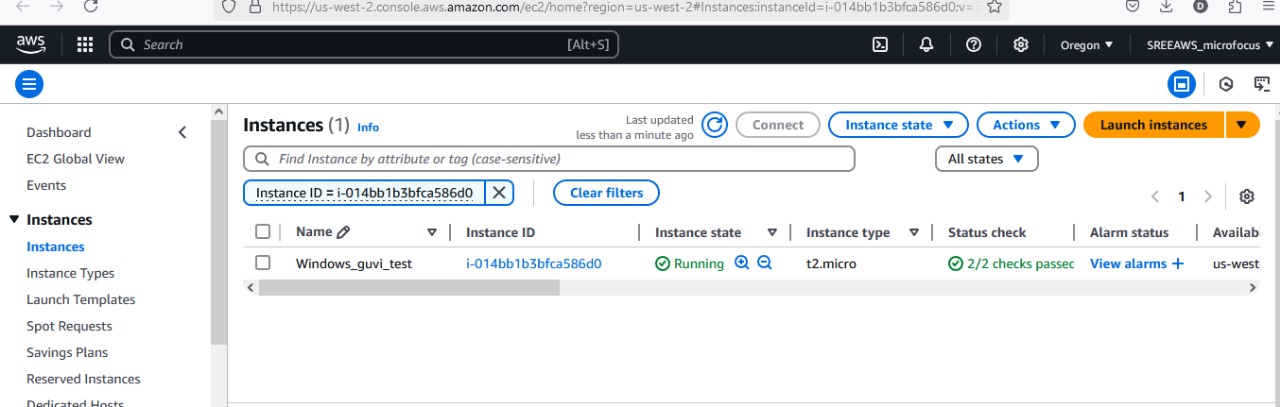 https://us-west-2.console.aws.amazon.com/ec2/home?region=us-west-2#Instances:instanceId=i-014bb1b3bfca586d0;v=
aws Search [Alt+S] Oregon SREEAWS_microfocus
Dashboard
EC2 Global View
Events
Instances
Instances
Instance Types
Launch Templates
Spot Requests
Savings Plans
Reserved Instances
Dedicated Hosts
Instances (1) Info
Last updated
less than a minute ago
Connect Instance state Actions Launch instances
Find Instance by attribute or tag (case-sensitive) All states
Instance ID = i-014bb1b3bfca586d0 Clear filters
1
Name Instance ID Instance state Instance type Status check Alarm status Availab
Windows_guvi_test i-014bb1b3bfca586d0 Running t2.micro 2/2 checks passec View alarms + us-west